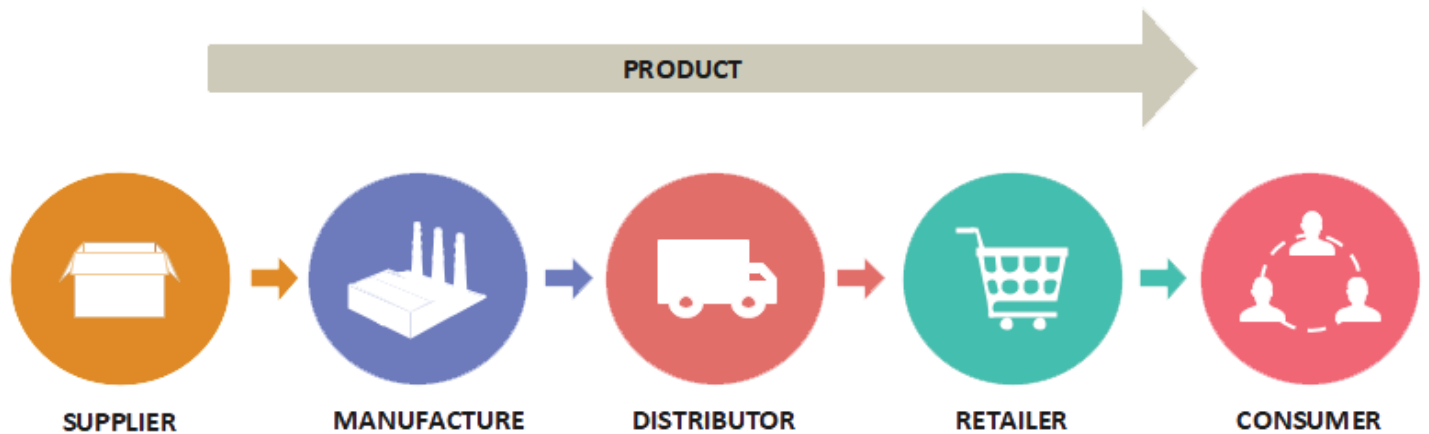 PRODUCT
SUPPLIER
MANUFACTURE
DISTRIBUTOR
RETAILER
CONSUMER